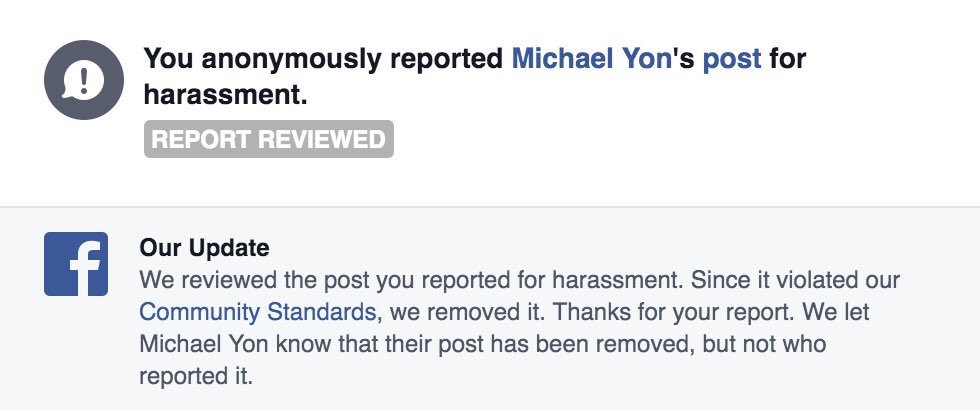 You anonymously reported Michael Yon's post for
harassment.
REPORT REVIEWED
Our Update
We reviewed the post you reported for harassment. Since it violated our
Community Standards, we removed it. Thanks for your report. We let
Michael Yon know that their post has been removed, but not who
reported it.